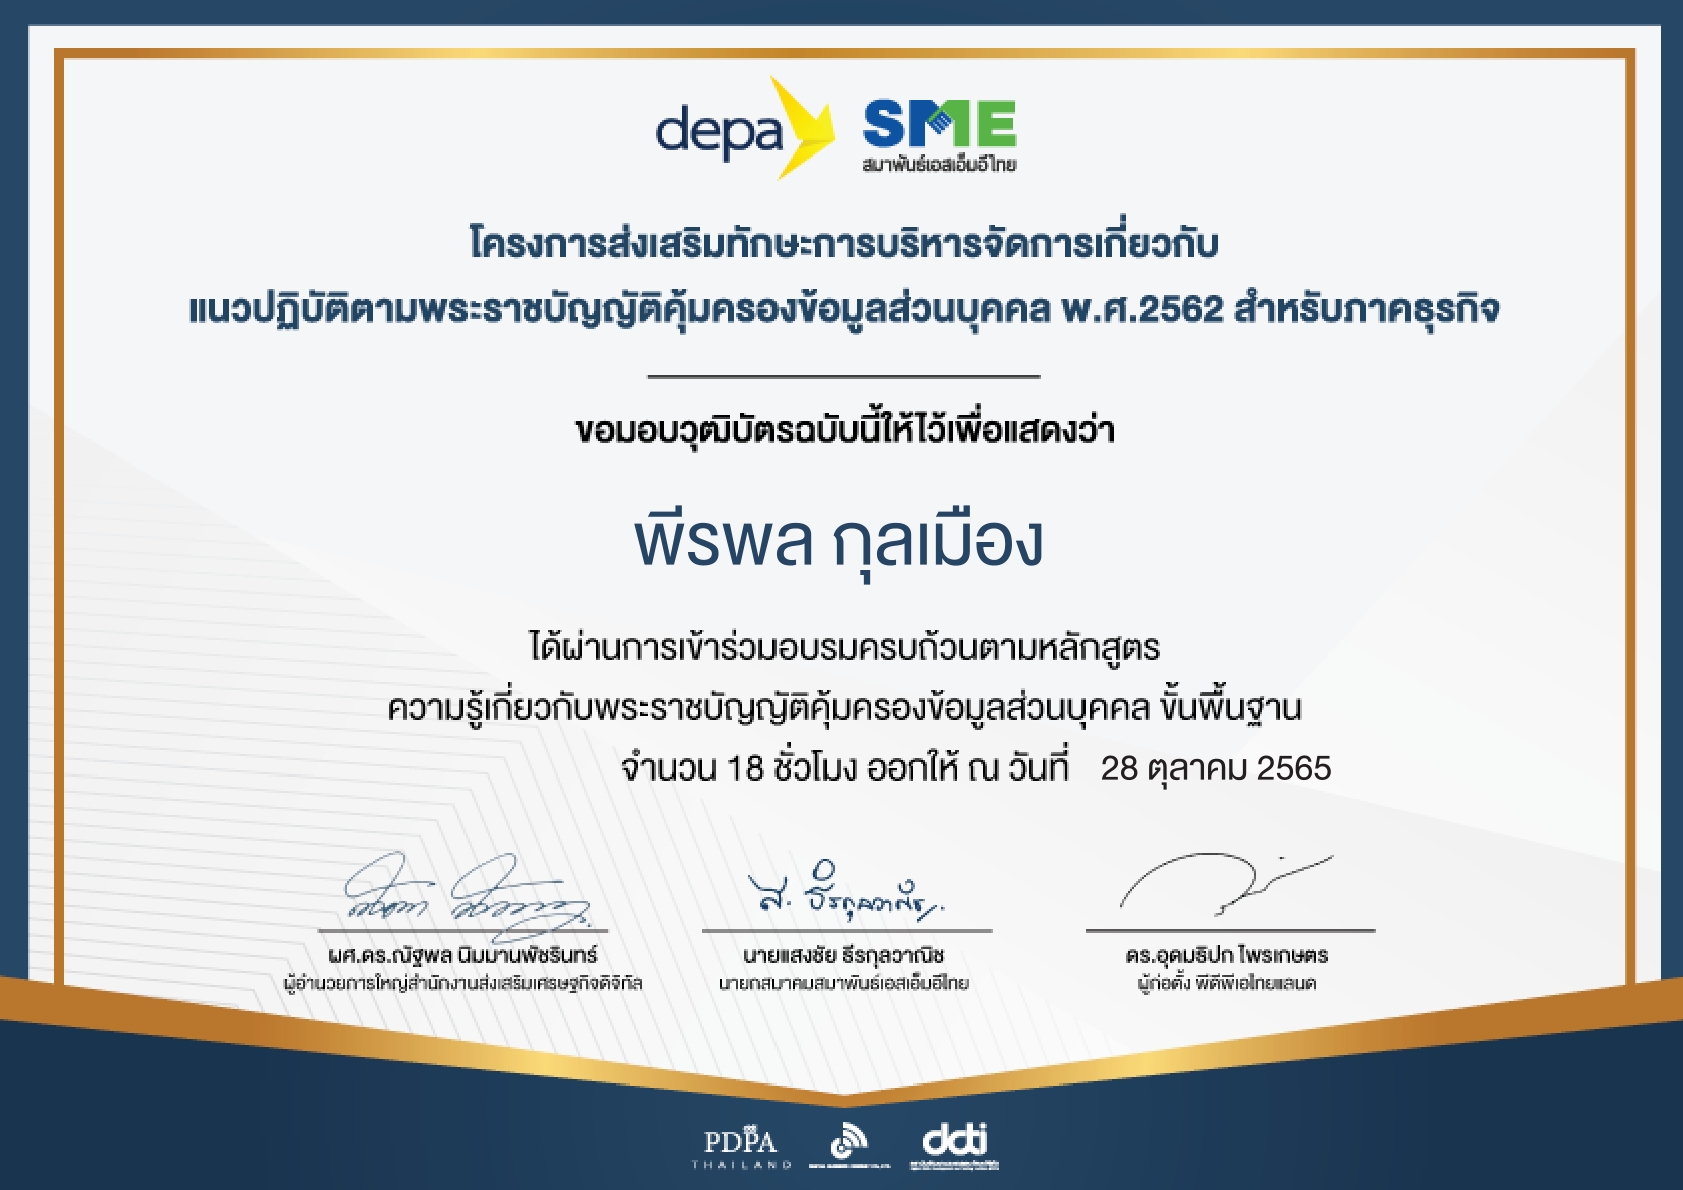 depa SME
สมาพันธ์เอสเอ็มอีไทย
โครงการส่งเสริมทักษะการบริหารจัดการเกี่ยวกับ
แนวปฏิบัติตามพระราชบัญญัติคุ้มครองข้อมูลส่วนบุคคล พ.ศ.2562 สำหรับภาคธุรกิจ
ขอมอบวุฒิบัตรฉบับนี้ให้ไว้เพื่อแสดงว่า
พีรพล กุลเมือง
ได้ผ่านการเข้าร่วมอบรมครบถ้วนตามหลักสูตร
ความรู้เกี่ยวกับพระราชบัญญัติคุ้มครองข้อมูลส่วนบุคคล ขั้นพื้นฐาน
จำนวน 18 ชั่วโมง ออกให้ ณ วันที่ 28 ตุลาคม 2565
ส. ธีรกุลวาณิช
ผศ.ดร.ณัฐพล นิมมานพัชรินทร์ นายแสงชัย ธีรกุลวาณิช ดร.อุดมธิปก ไพรเกษตร
ผู้อำนวยการใหญ่สำนักงานส่งเสริมเศรษฐกิจดิจิทัล นายกสมาคมสมาพันธ์เอสเอ็มอีไทย ผู้ก่อตั้ง พีดีพีเอไทยแลนด์
PDPA ddti
THAILAND